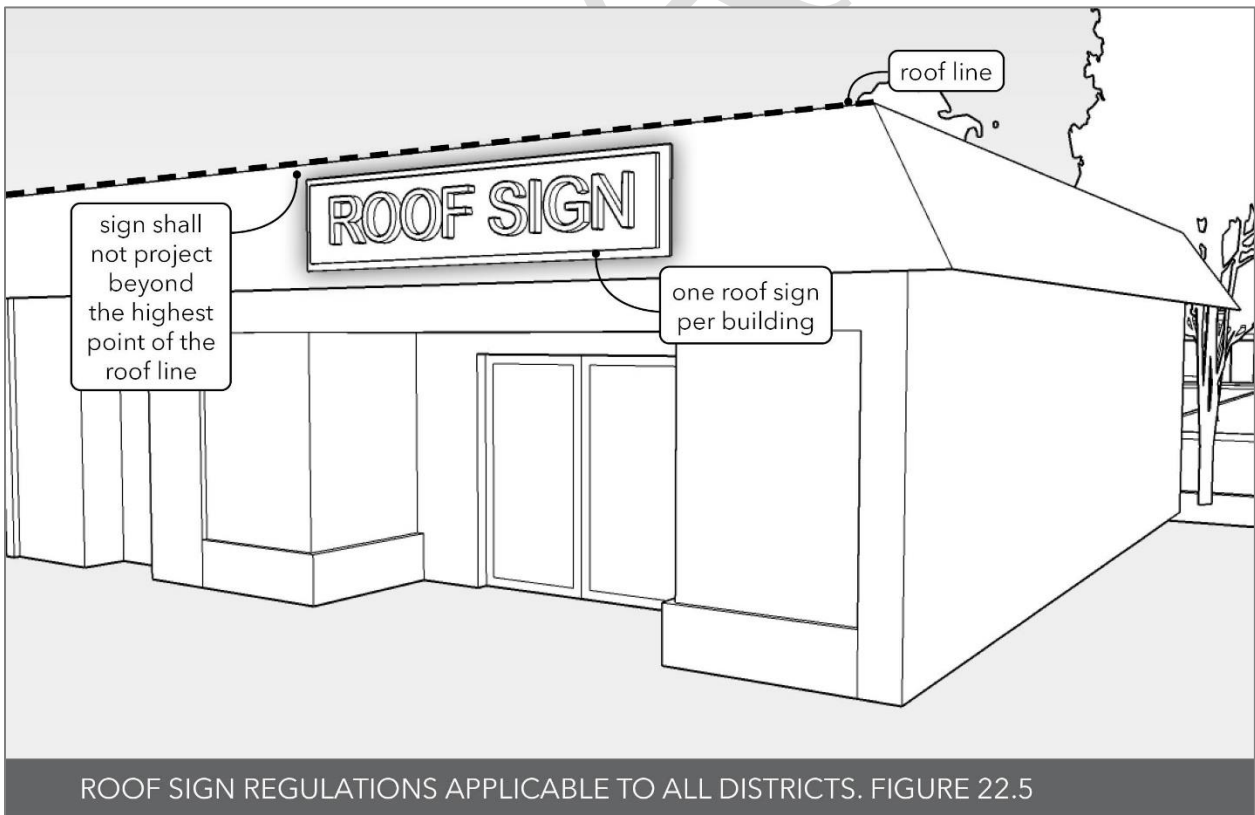 roof line
ROOF SIGN
sign shall
not project
beyond
the highest
point of the
roof line
one roof sign
per building
ROOF SIGN REGULATIONS APPLICABLE TO ALL DISTRICTS. FIGURE 22.5